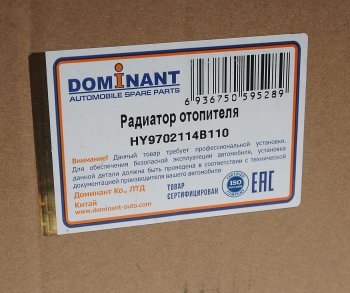 DOMINANT
AUTOMOBILE SPARE PARTS
6 936750 595289
Радиатор отопителя
HY9702114B110
Внимание! Данный товар требует профессиональной установки.
Для обеспечения безопасной эксплуатации автомобиля, установка
данной детали должна быть проведена в соответствии с технической
документацией производителя вашего автомобиля
Доминант Ко., ЛТД
Китай
www.dominant-auto.com
ТОВАР
СЕРТИФИЦИРОВАН
ISO
EAC